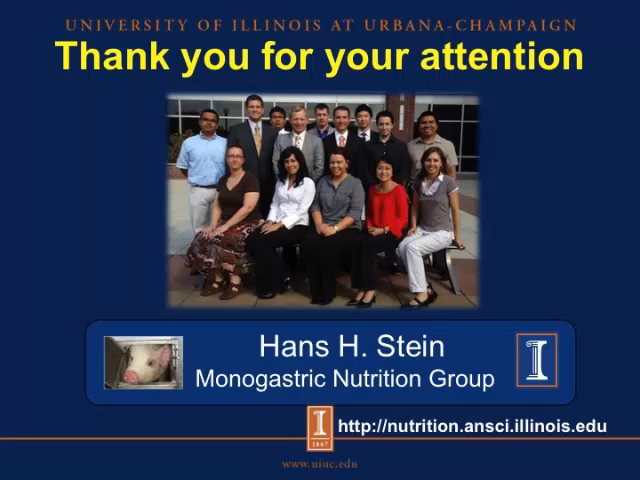 UNIVERSITY OF ILLINOIS AT URBANA-CHAMPAIGN
Thank you for your attention
Hans H. Stein
Monogastric Nutrition Group
I
I
1867
http://nutrition.ansci.illinois.edu
www.uiuc.edu